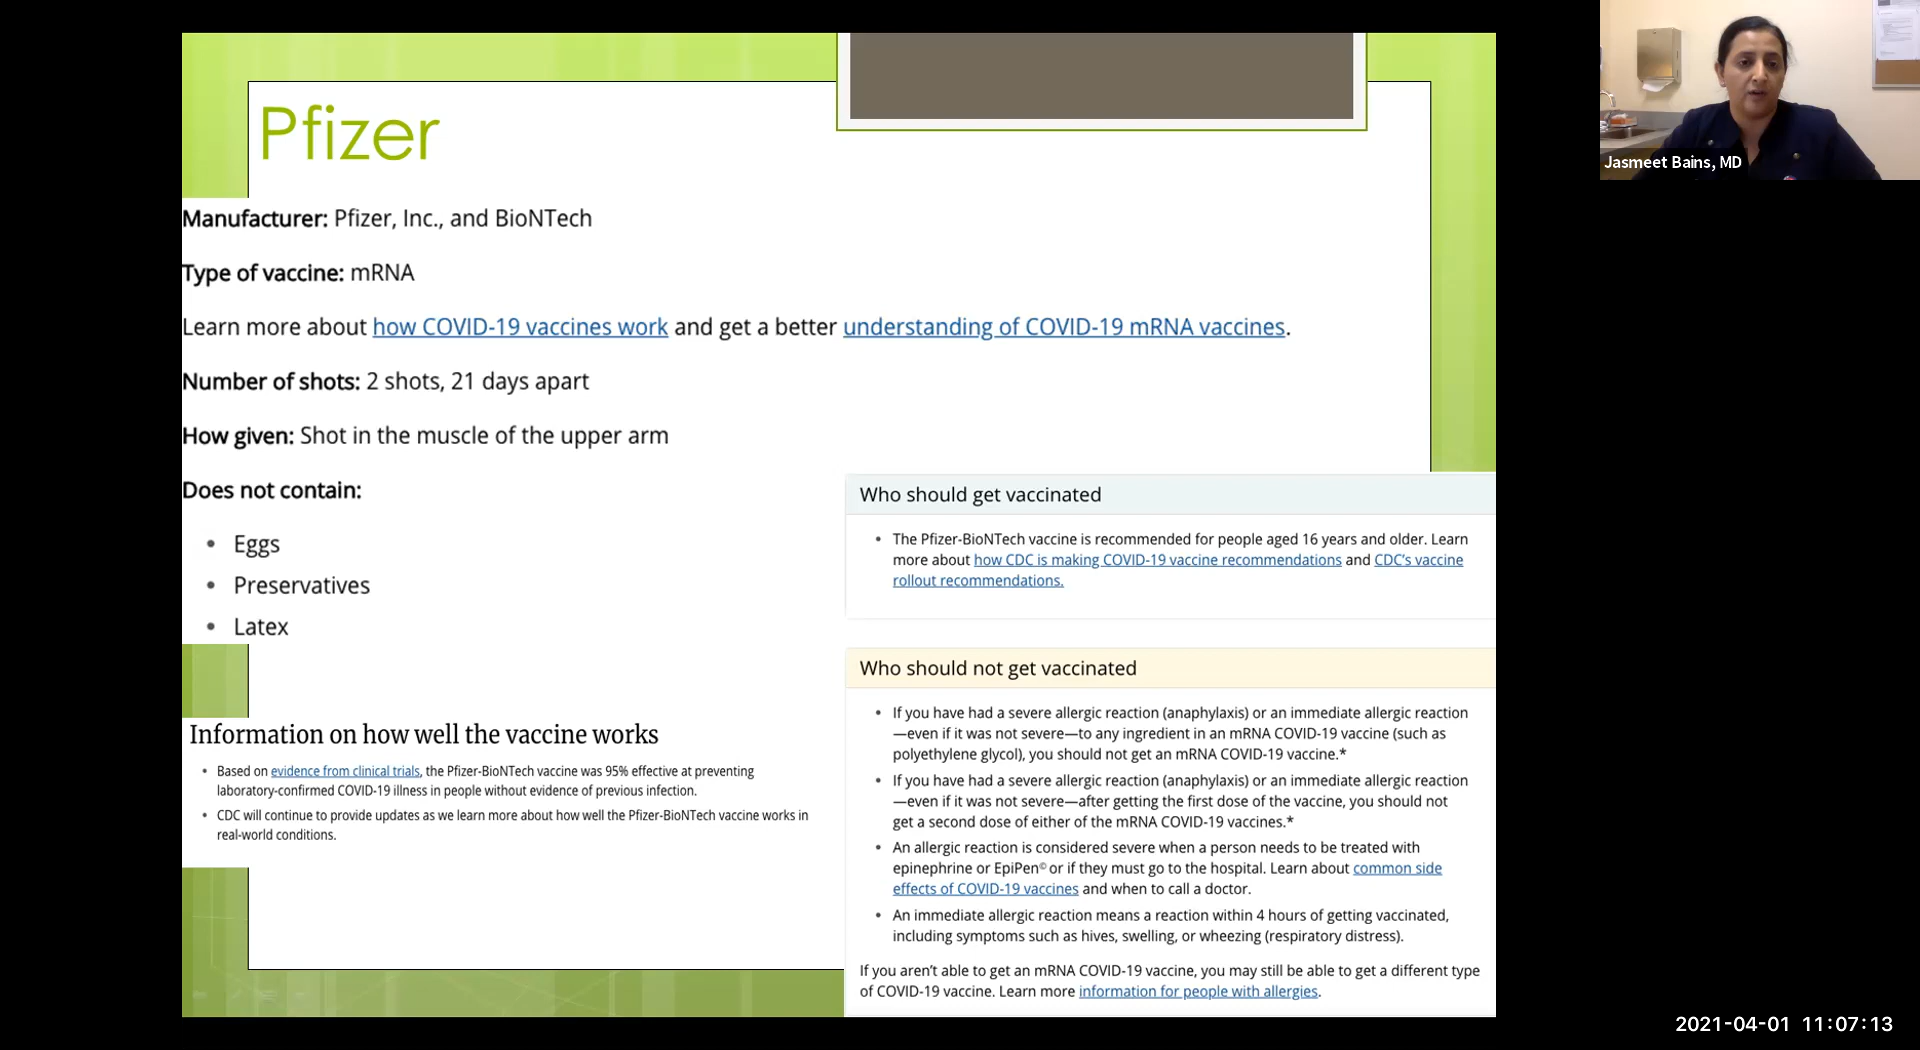 Pfizer
Manufacturer: Pfizer, Inc., and BioNTech
Type of vaccine: mRNA
Learn more about how COVID-19 vaccines work and get a better understanding of COVID-19 mRNA vaccines.
Number of shots: 2 shots, 21 days apart
How given: Shot in the muscle of the upper arm
Does not contain:
• Eggs
• Preservatives
• Latex
Information on how well the vaccine works
• Based on evidence from clinical trials, the Pfizer-BioNTech vaccine was 95% effective at preventing
laboratory-confirmed COVID-19 illness in people without evidence of previous infection.
• CDC will continue to provide updates as we learn more about how well the Pfizer-BioNTech vaccine works in
real-world conditions.
Who should get vaccinated
• The Pfizer-BioNTech vaccine is recommended for people aged 16 years and older. Learn
more about how CDC is making COVID-19 vaccine recommendations and CDC's vaccine
rollout recommendations.
Who should not get vaccinated
• If you have had a severe allergic reaction (anaphylaxis) or an immediate allergic reaction
—even if it was not severe—to any ingredient in an mRNA COVID-19 vaccine (such as
polyethylene glycol), you should not get an mRNA COVID-19 vaccine.*
• If you have had a severe allergic reaction (anaphylaxis) or an immediate allergic reaction
—even if it was not severe—after getting the first dose of the vaccine, you should not
get a second dose of either of the mRNA COVID-19 vaccines.*
• An allergic reaction is considered severe when a person needs to be treated with
epinephrine or EpiPen© or if they must go to the hospital. Learn about common side
effects of COVID-19 vaccines and when to call a doctor.
• An immediate allergic reaction means a reaction within 4 hours of getting vaccinated,
including symptoms such as hives, swelling, or wheezing (respiratory distress).
If you aren't able to get an mRNA COVID-19 vaccine, you may still be able to get a different type
of COVID-19 vaccine. Learn more information for people with allergies.
Jasmeet Bains, MD
2021-04-01 11:07:13